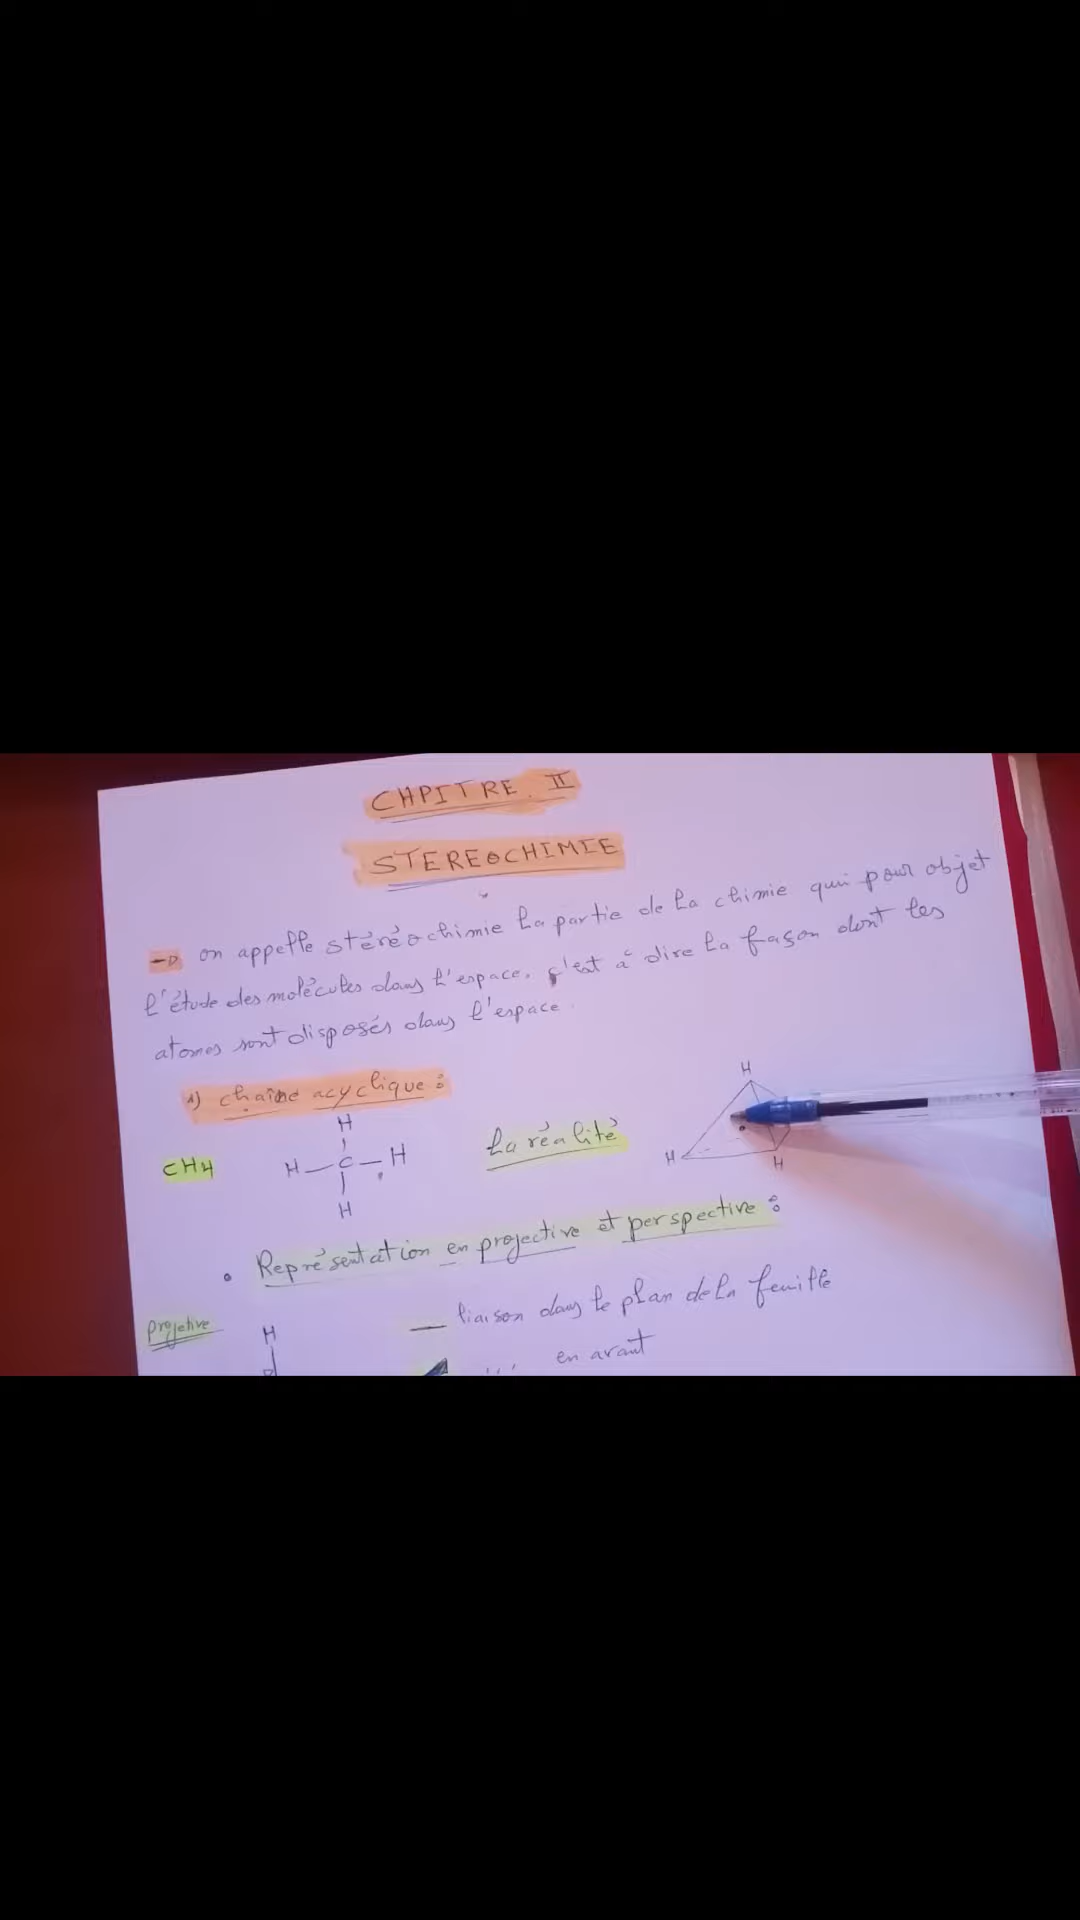 CHPITRE II
STEREOCHIMIE
on appelle stéréochimie la partie de la chimie qui pour objet
l'étude des molécules dans l'espace, c'est à dire la façon dont les
atomes sont disposés dans l'espace.
1) chaîne acyclique :
H
CH4 H — C — H La réalité
H
H
H
H
• Représentation en projective et perspective :
Projetive H
— liaison dans le plan de la feuille
en avant